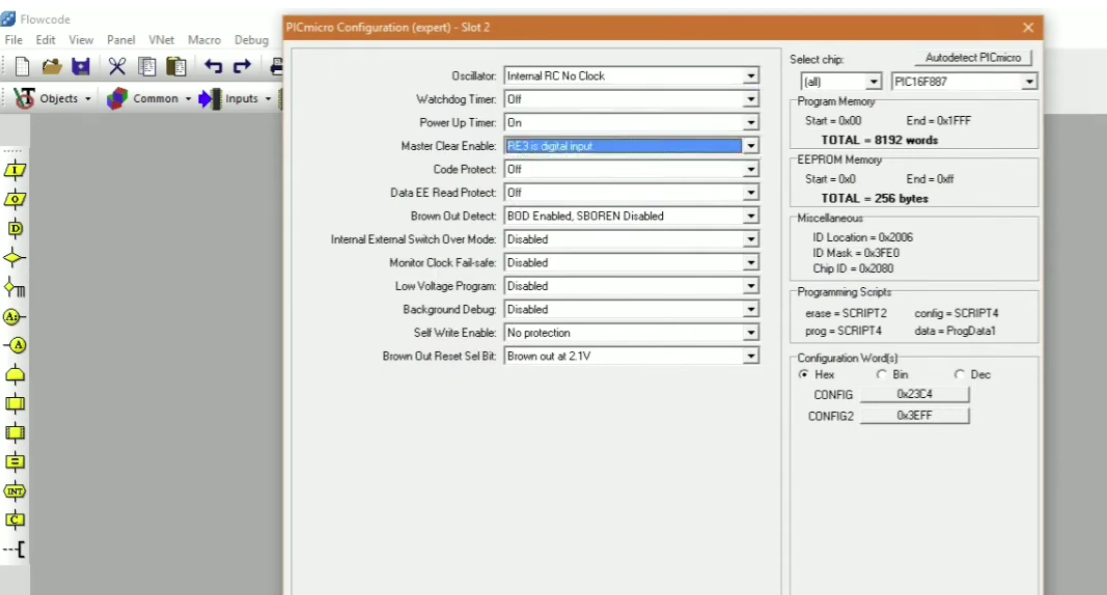 Flowcode
File Edit View Panel VNet Macro Debug
Objects Common Inputs
PICmicro Configuration (expert) - Slot 2
Oscillator: Internal RC No Clock
Watchdog Timer: Off
Power Up Timer: On
Master Clear Enable: RE3 is digital input
Code Protect: Off
Data EE Read Protect: Off
Brown Out Detect: BOD Enabled, SBOREN Disabled
Internal External Switch Over Mode: Disabled
Monitor Clock Fail-safe: Disabled
Low Voltage Program: Disabled
Background Debug: Disabled
Self Write Enable: No protection
Brown Out Reset Sel Bit: Brown out at 2.1V
Select chip: Autodetect PICmicro
(all) PIC16F887
Program Memory
Start = 0x00 End = 0x1FFF
TOTAL = 8192 words
EEPROM Memory
Start = 0x0 End = 0xff
TOTAL = 256 bytes
Miscellaneous
ID Location = 0x2006
ID Mask = 0x3FE0
Chip ID = 0x2080
Programming Scripts
erase = SCRIPT2 config = SCRIPT4
prog = SCRIPT4 data = ProgData1
Configuration Word(s)
Hex Bin Dec
CONFIG 0x23C4
CONFIG2 0x3EFF
I
O
D
A:
A
INT
C